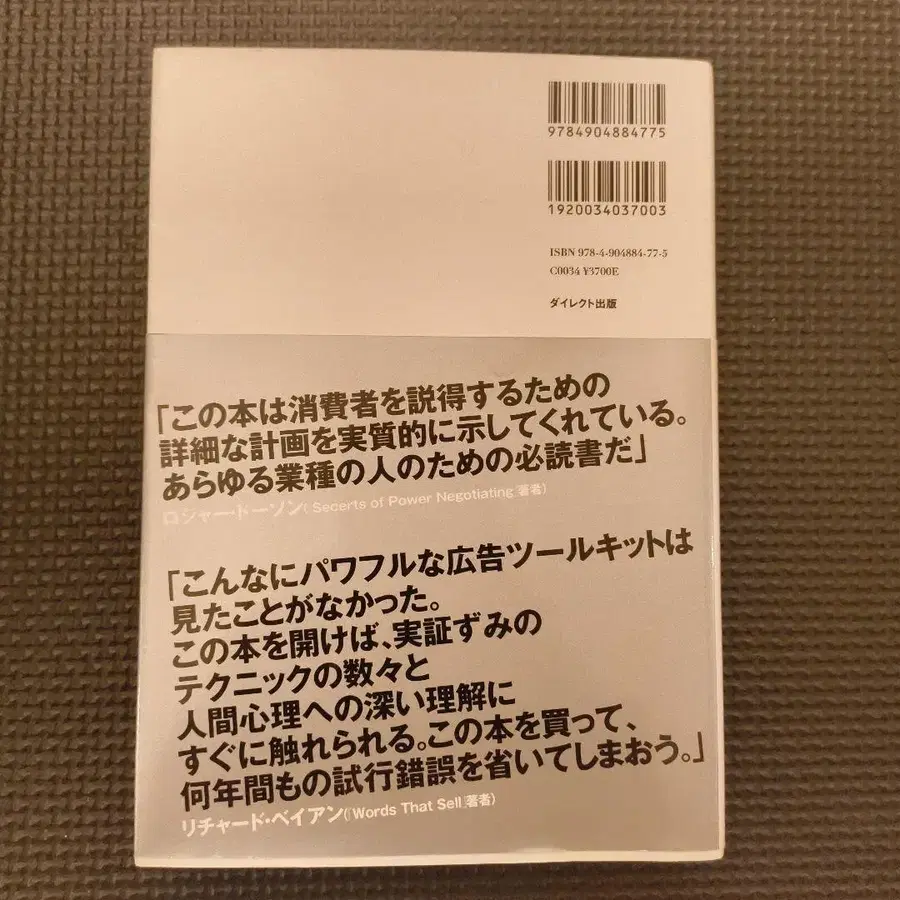 9784904884775
1920034037003
ISBN 978-4-904884-77-5
C0034 ¥3700E
ダイレクト出版
「この本は消費者を説得するための
詳細な計画を実質的に示してくれている。
あらゆる業種の人のための必読書だ」
ロジャー・ドーソン(「Secerts of Power Negotiating」著者)
「こんなにパワフルな広告ツールキットは
見たことがなかった。
この本を開けば、実証ずみの
テクニックの数々と
人間心理への深い理解に
すぐに触れられる。この本を買って、
何年間もの試行錯誤を省いてしまおう。」
リチャード・ベイアン(「Words That Sell」著者)